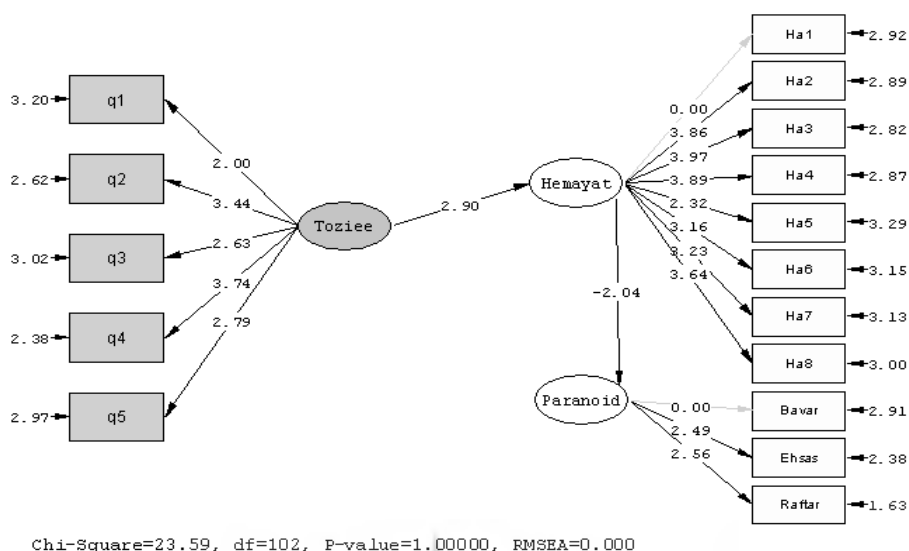 3.20
q1
2.62
q2
3.02
q3
2.38
q4
2.97
q5
2.00
3.44
2.63
3.74
2.79
Toziee
2.90
Hemayat
-2.04
Paranoid
0.00
3.86
3.97
3.89
2.32
3.16
3.23
3.64
0.00
2.49
2.56
Ha1
2.92
Ha2
2.89
Ha3
2.82
Ha4
2.87
Ha5
3.29
Ha6
3.15
Ha7
3.13
Ha8
3.00
Bavar
2.91
Ehsas
2.38
Raftar
1.63
Chi-Square=23.59, df=102, P-value=1.00000, RMSEA=0.000